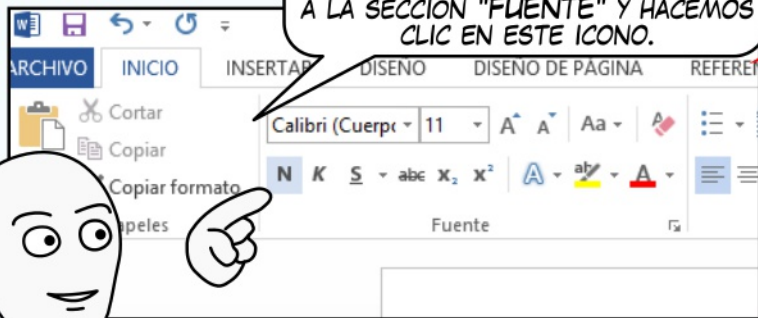 A LA SECCIÓN "FUENTE" Y HACEMOS
CLIC EN ESTE ICONO.
ARCHIVO INICIO INSERTAR DISEÑO DISEÑO DE PÁGINA
Cortar
Copiar
Copiar formato
Calibri (Cuerpo 11 A A Aa
N K S abc X₂ X² A ab A
Fuente